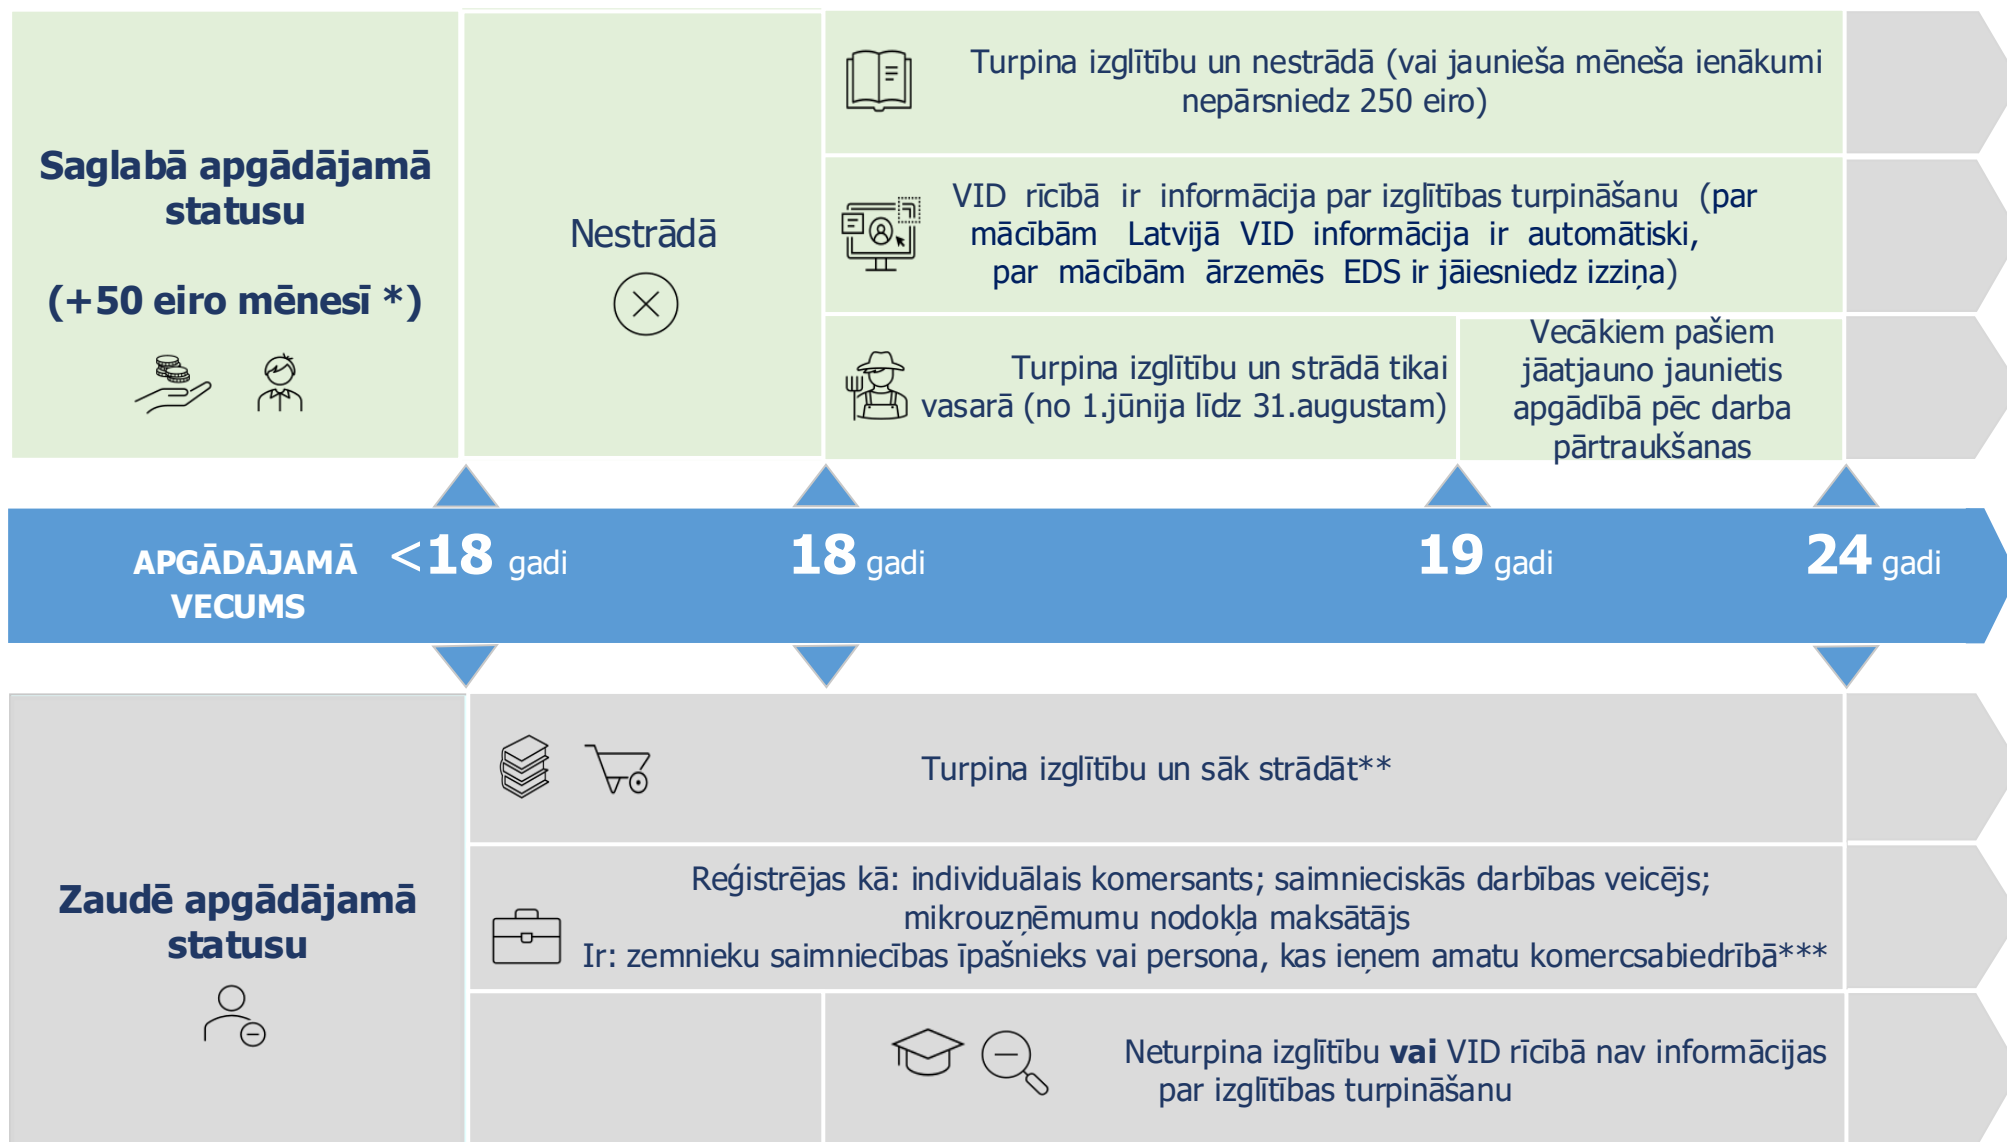 Saglabā apgādājamā
statusu
(+50 eiro mēnesī *)
Nestrādā
Turpina izglītību un nestrādā (vai jaunieša mēneša ienākumi
nepārsniedz 250 eiro)
VID rīcībā ir informācija par izglītības turpināšanu (par
mācībām Latvijā VID informācija ir automātiski,
par mācībām ārzemēs EDS ir jāiesniedz izziņa)
Turpina izglītību un strādā tikai
vasarā (no 1.jūnija līdz 31.augustam)
Vecākiem pašiem
jāatjauno jaunietis
apgādībā pēc darba
pārtraukšanas
APGĀDĀJAMĀ
VECUMS
<18 gadi
18 gadi
19 gadi
24 gadi
Zaudē apgādājamā
statusu
Turpina izglītību un sāk strādāt**
Reģistrējas kā: individuālais komersants; saimnieciskās darbības veicējs;
mikrouzņēmumu nodokļa maksātājs
Ir: zemnieku saimniecības īpašnieks vai persona, kas ieņem amatu komercsabiedrībā***
Neturpina izglītību vai VID rīcībā nav informācijas
par izglītības turpināšanu